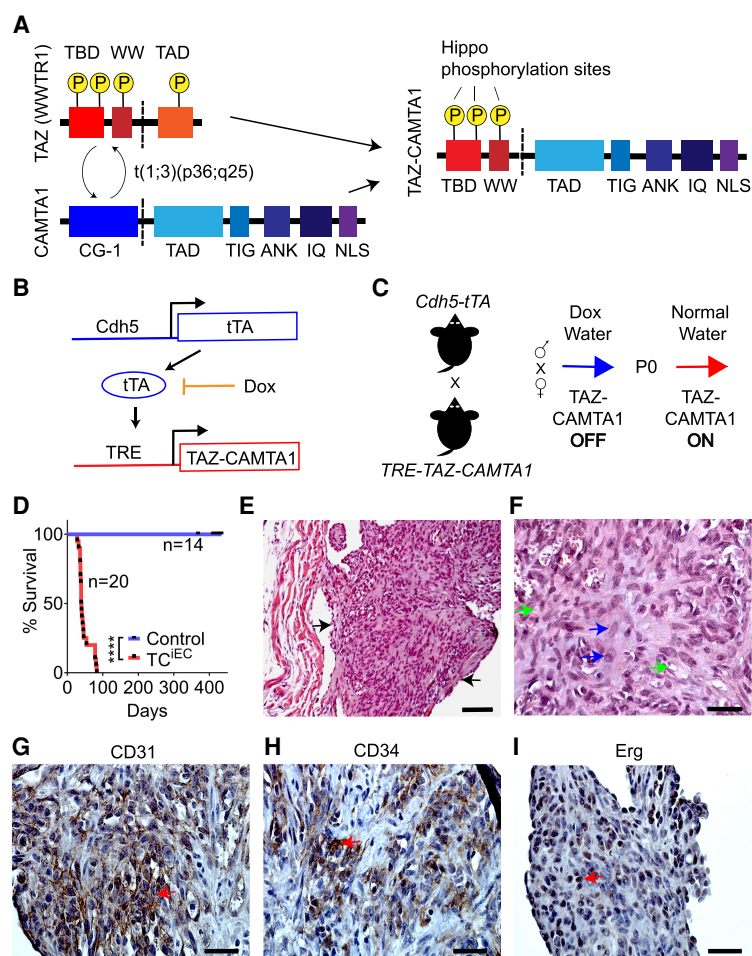 A
TAZ (WWTR1)
TBD WW TAD
P P P P
t(1;3)(p36;q25)
CAMTA1
CG-1 TAD TIG ANK IQ NLS
Hippo
phosphorylation sites
TAZ-CAMTA1
P P P
TBD WW TAD TIG ANK IQ NLS
B
Cdh5 tTA
tTA Dox
TRE TAZ-CAMTA1
C
Cdh5-tTA
X
TRE-TAZ-CAMTA1
♂
X
♀
Dox
Water
TAZ-
CAMTA1
OFF
P0
Normal
Water
TAZ-
CAMTA1
ON
D
% Survival
100
50
0
n=14
n=20
**** Control
TCiEC
0 100 200 300 400
Days
E
F
G CD31
H CD34
I Erg